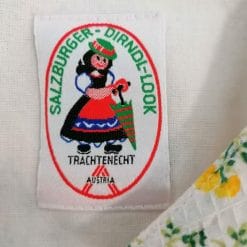 SALZBURGER-DIRNDL-LOOK
TRACHTENECHT
AUSTRIA